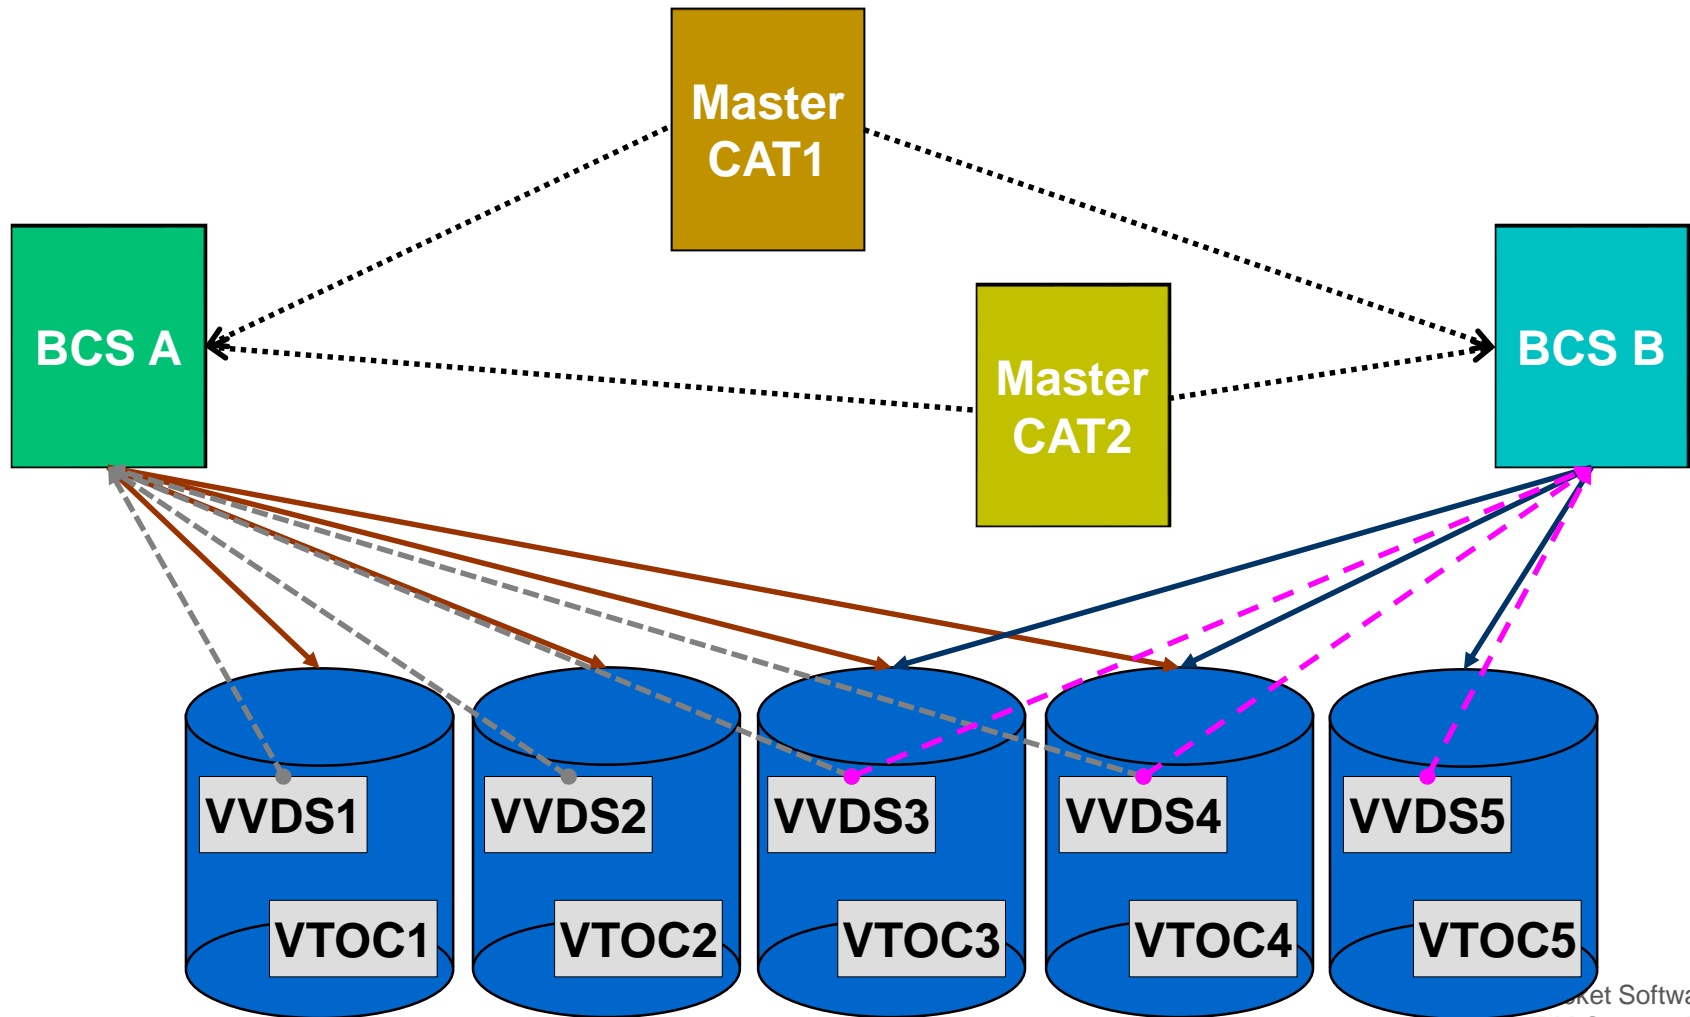 Master
CAT1
BCS A
BCS B
Master
CAT2
VVDS1
VVDS2
VVDS3
VVDS4
VVDS5
VTOC1
VTOC2
VTOC3
VTOC4
VTOC5